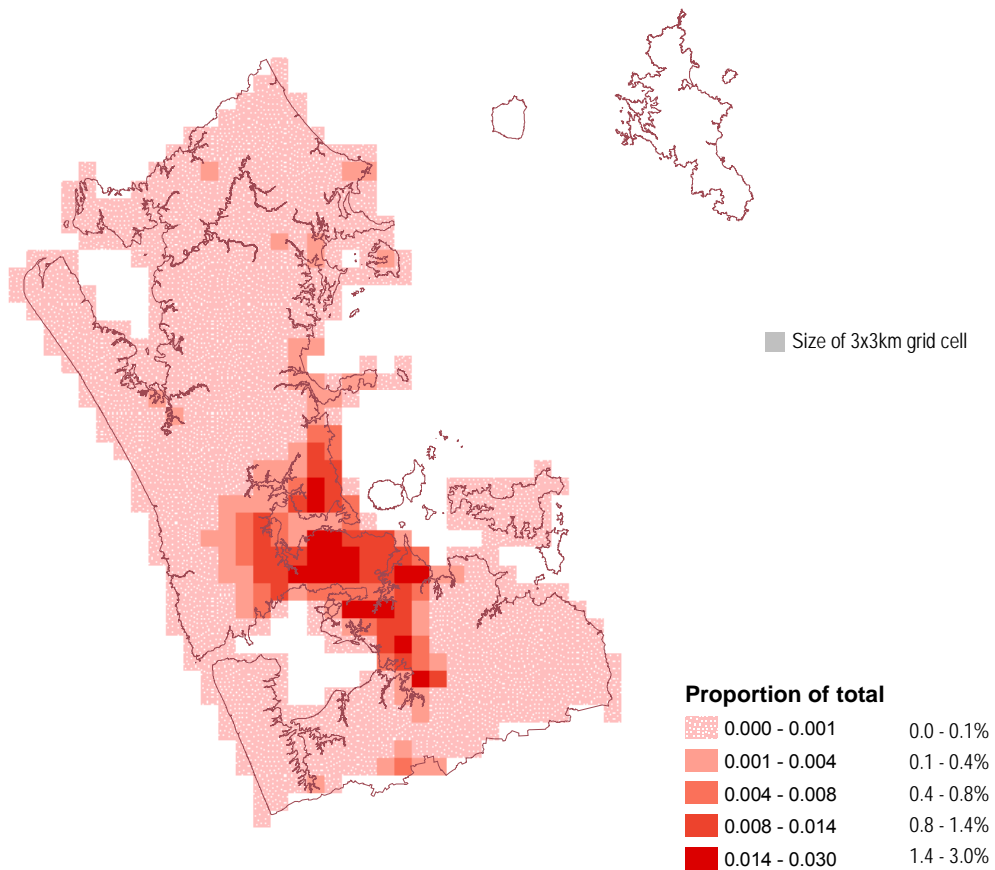 Size of 3x3km grid cell
Proportion of total
0.000 - 0.001 0.0 - 0.1%
0.001 - 0.004 0.1 - 0.4%
0.004 - 0.008 0.4 - 0.8%
0.008 - 0.014 0.8 - 1.4%
0.014 - 0.030 1.4 - 3.0%